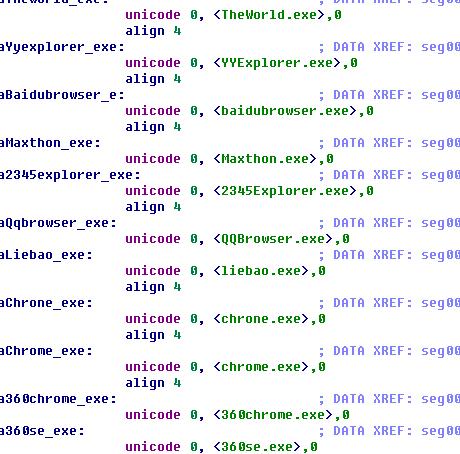 unicode 0, <TheWorld.exe>,0
align 4
aYyexplorer_exe: ; DATA XREF: seg00
unicode 0, <YYExplorer.exe>,0
align 4
aBaidubrowser_e: ; DATA XREF: seg00
unicode 0, <baidubrowser.exe>,0
align 4
aMaxthon_exe: ; DATA XREF: seg00
unicode 0, <Maxthon.exe>,0
a2345explorer_exe: ; DATA XREF: seg00
unicode 0, <2345Explorer.exe>,0
align 4
aQqbrowser_exe: ; DATA XREF: seg00
unicode 0, <QQBrowser.exe>,0
aLiebao_exe: ; DATA XREF: seg00
unicode 0, <liebao.exe>,0
align 4
aChrone_exe: ; DATA XREF: seg00
unicode 0, <chrone.exe>,0
align 4
aChrome_exe: ; DATA XREF: seg00
unicode 0, <chrome.exe>,0
align 4
a360chrome_exe: ; DATA XREF: seg00
unicode 0, <360chrome.exe>,0
a360se_exe: ; DATA XREF: seg00
unicode 0, <360se.exe>,0